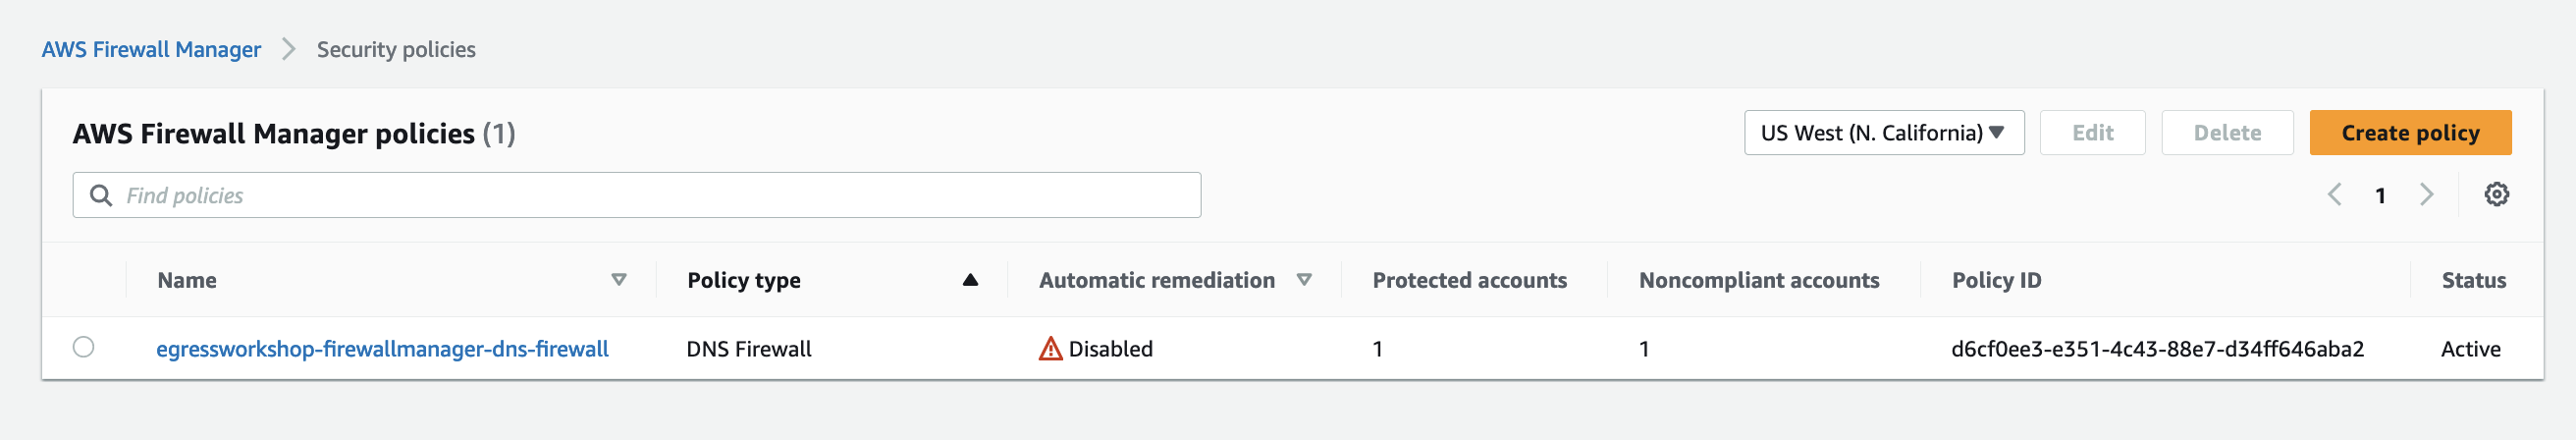 AWS Firewall Manager Security policies
AWS Firewall Manager policies (1)
US West (N. California) Edit Delete Create policy
Find policies
1
Name Policy type Automatic remediation Protected accounts Noncompliant accounts Policy ID Status
egressworkshop-firewallmanager-dns-firewall DNS Firewall Disabled 1 1 d6cf0ee3-e351-4c43-88e7-d34ff646aba2 Active